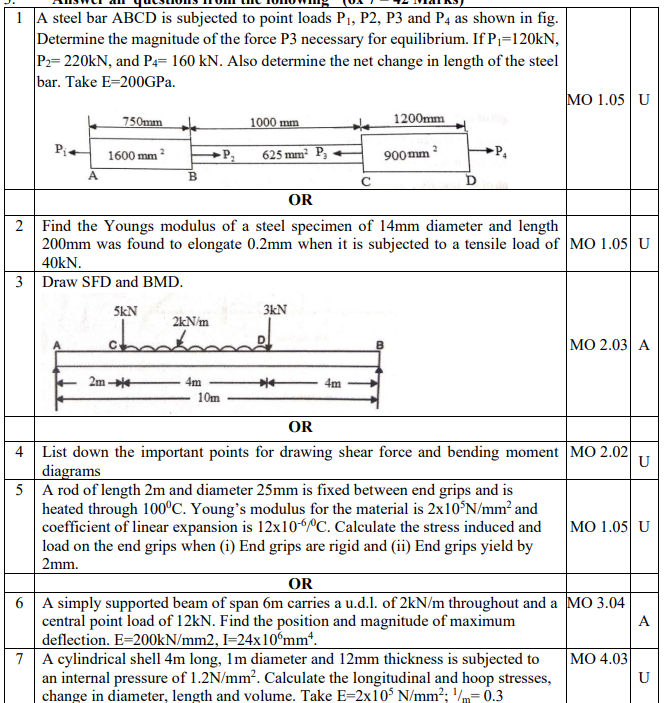 Answer all questions from the following (6x 7 = 42 Marks)
1 A steel bar ABCD is subjected to point loads P₁, P2, P3 and P₄ as shown in fig.
Determine the magnitude of the force P3 necessary for equilibrium. If P₁=120kN,
P₂= 220kN, and P₄= 160 kN. Also determine the net change in length of the steel
bar. Take E=200GPa.
MO 1.05 U
750mm 1000 mm 1200mm
P₁ 1600 mm² P₂ 625 mm² P₃ 900mm² P₄
A B C D
OR
2 Find the Youngs modulus of a steel specimen of 14mm diameter and length
200mm was found to elongate 0.2mm when it is subjected to a tensile load of
40kN.
MO 1.05 U
3 Draw SFD and BMD.
5kN 3kN
2kN/m
A C D B
MO 2.03 A
2m 4m 4m
10m
OR
4 List down the important points for drawing shear force and bending moment
diagrams
MO 2.02 U
5 A rod of length 2m and diameter 25mm is fixed between end grips and is
heated through 100⁰C. Young’s modulus for the material is 2x10⁵N/mm² and
coefficient of linear expansion is 12x10⁻⁶/⁰C. Calculate the stress induced and
load on the end grips when (i) End grips are rigid and (ii) End grips yield by
2mm.
MO 1.05 U
OR
6 A simply supported beam of span 6m carries a u.d.l. of 2kN/m throughout and a
central point load of 12kN. Find the position and magnitude of maximum
deflection. E=200kN/mm2, I=24x10⁶mm⁴.
MO 3.04 A
7 A cylindrical shell 4m long, 1m diameter and 12mm thickness is subjected to
an internal pressure of 1.2N/mm². Calculate the longitudinal and hoop stresses,
change in diameter, length and volume. Take E=2x10⁵ N/mm²; ¹/m= 0.3
MO 4.03 U